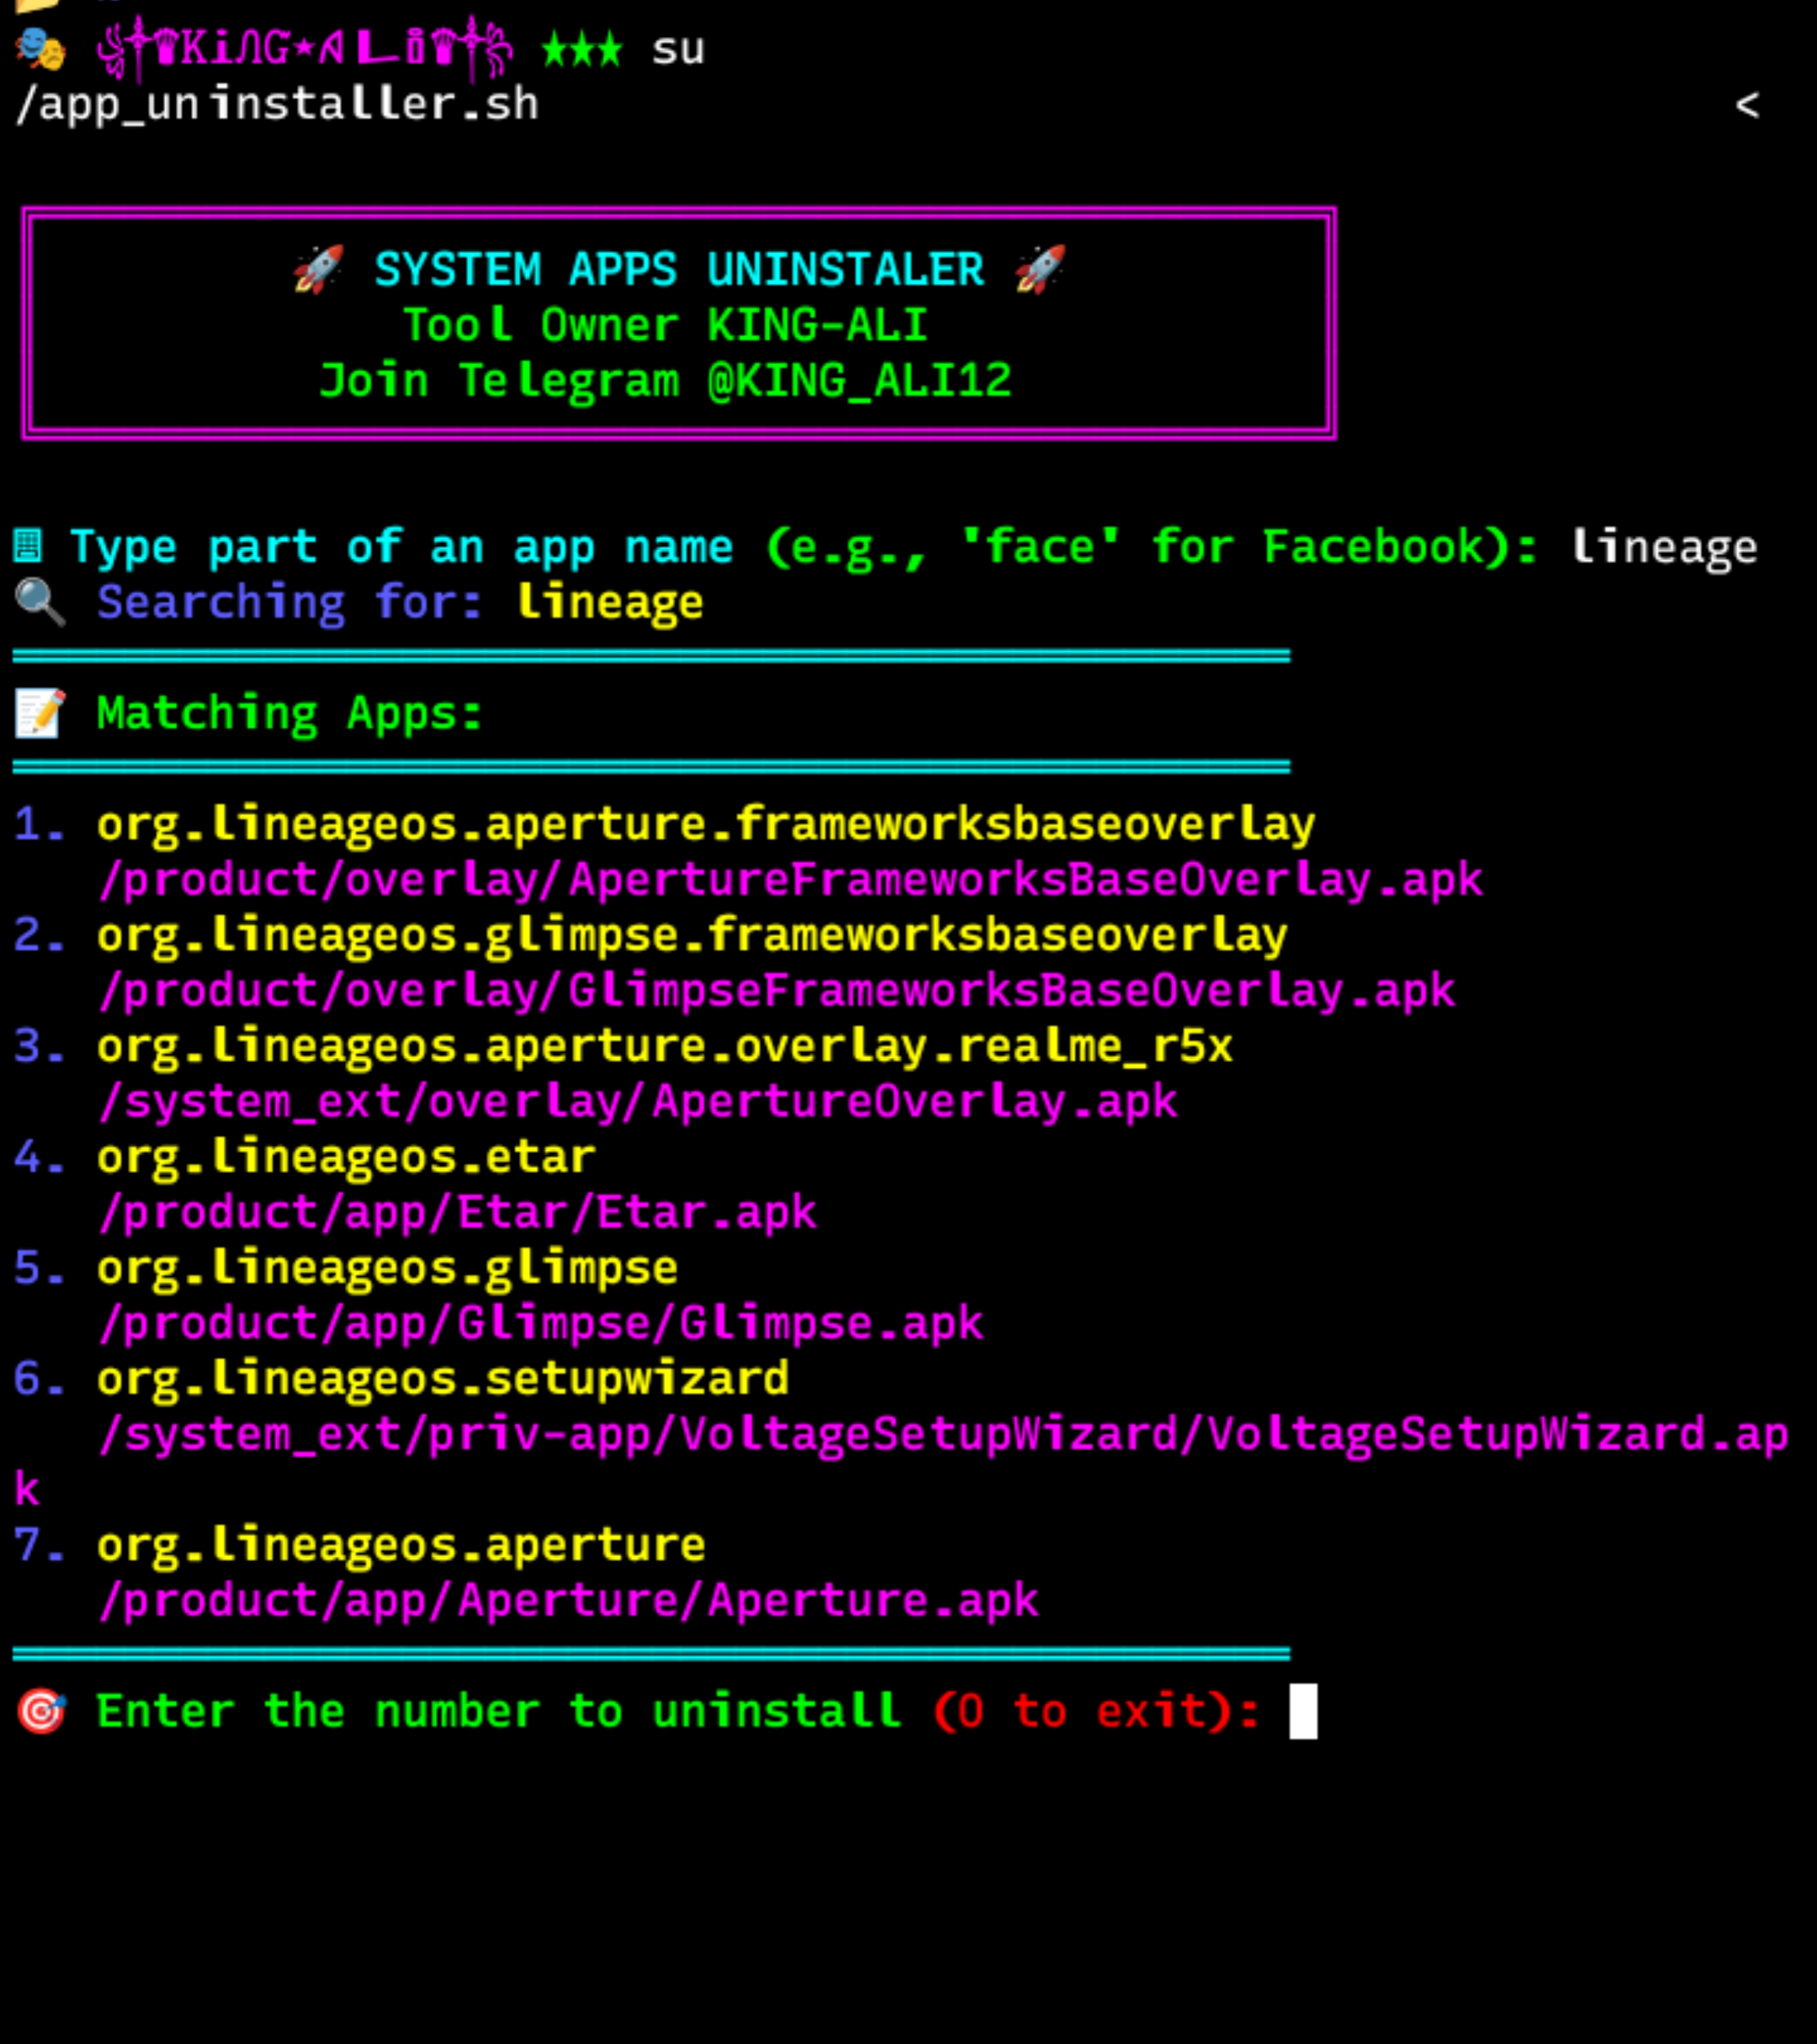 su
/app_uninstaller.sh <
🚀 SYSTEM APPS UNINSTALER 🚀
Tool Owner KING-ALI
Join Telegram @KING_ALI12
Type part of an app name (e.g., 'face' for Facebook): lineage
🔍 Searching for: lineage
📝 Matching Apps:
1. org.lineageos.aperture.frameworksbaseoverlay
/product/overlay/ApertureFrameworksBaseOverlay.apk
2. org.lineageos.glimpse.frameworksbaseoverlay
/product/overlay/GlimpseFrameworksBaseOverlay.apk
3. org.lineageos.aperture.overlay.realme_r5x
/system_ext/overlay/ApertureOverlay.apk
4. org.lineageos.etar
/product/app/Etar/Etar.apk
5. org.lineageos.glimpse
/product/app/Glimpse/Glimpse.apk
6. org.lineageos.setupwizard
/system_ext/priv-app/VoltageSetupWizard/VoltageSetupWizard.ap
k
7. org.lineageos.aperture
/product/app/Aperture/Aperture.apk
🎯 Enter the number to uninstall (0 to exit):